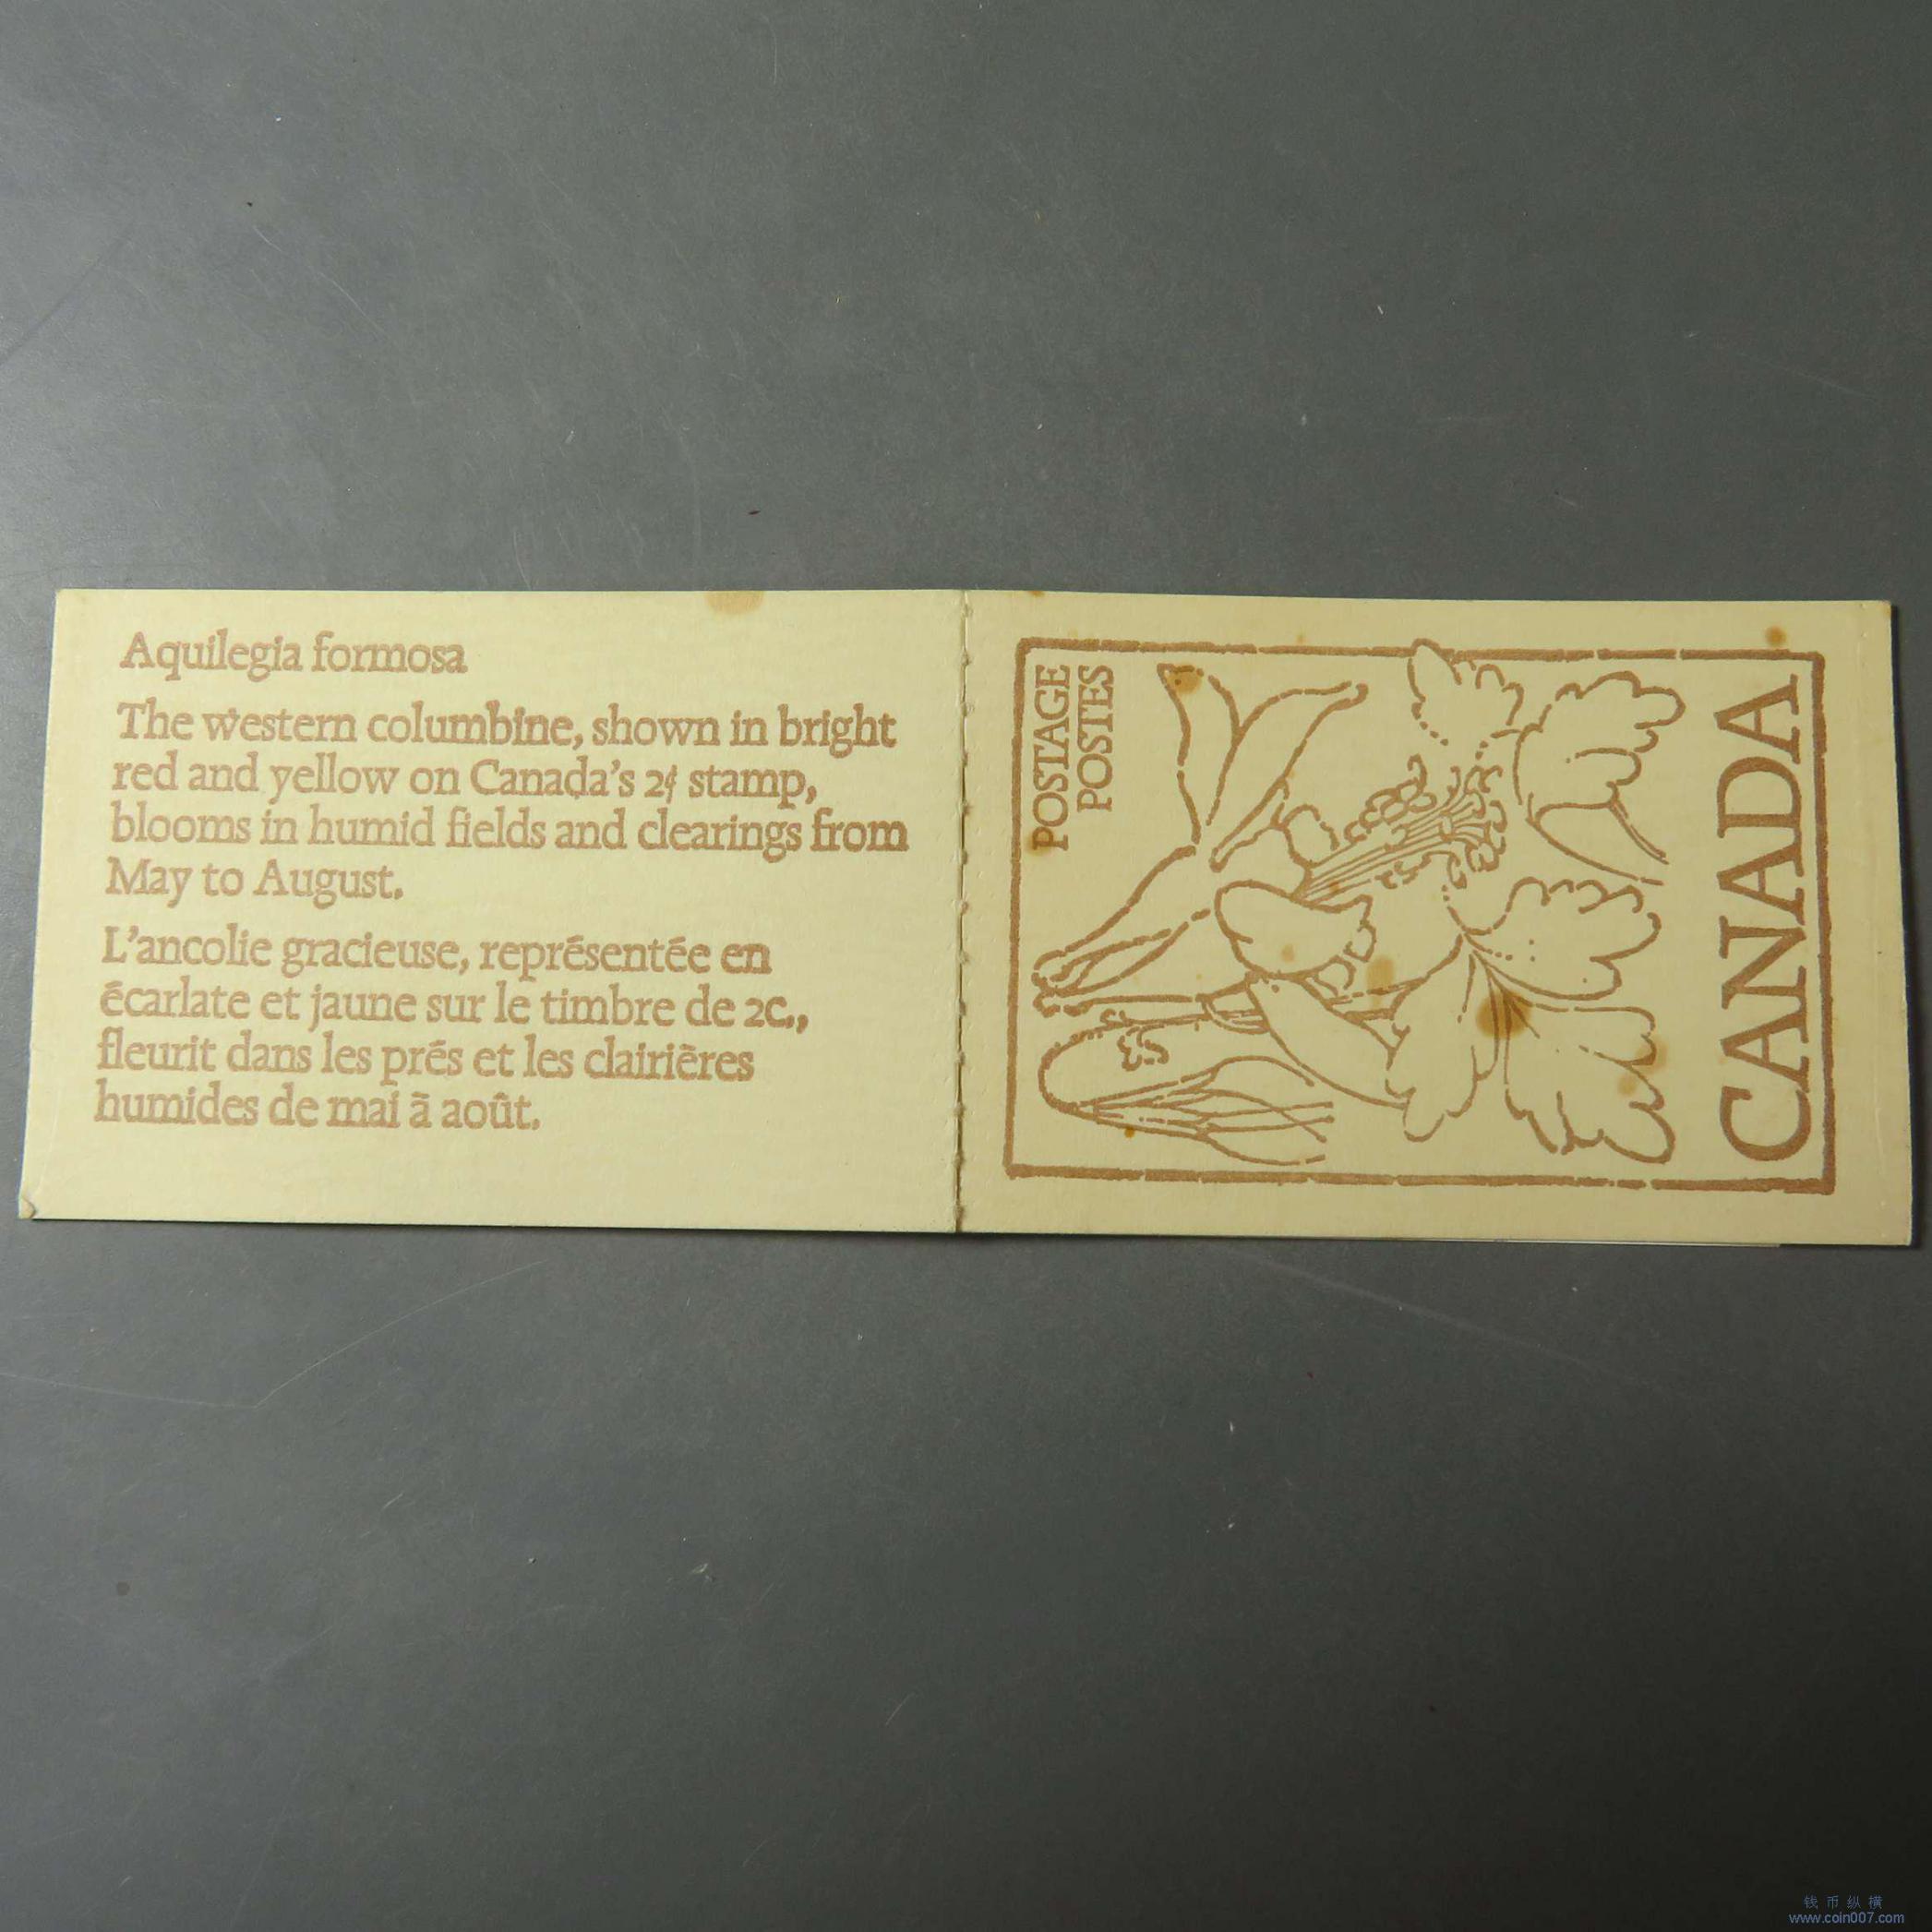 Aquilegia formosa
The western columbine, shown in bright
red and yellow on Canada's 2¢ stamp,
blooms in humid fields and clearings from
May to August.
L'ancolie gracieuse, représentée en
écarlate et jaune sur le timbre de 2c.,
fleurit dans les prés et les clairières
humides de mai à août.
POSTAGE
POSTES
CANADA
钱币纵横
www.coin007.com